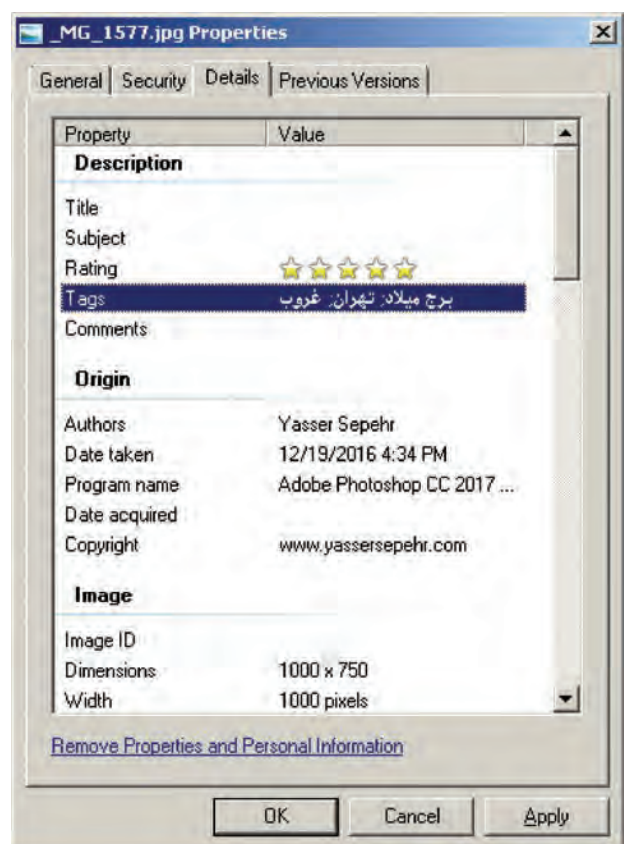 _MG_1577.jpg Properties
General Security Details Previous Versions
Property Value
Description
Title
Subject
Rating
Tags برج میلاد; تهران; غروب
Comments
Origin
Authors Yasser Sepehr
Date taken 12/19/2016 4:34 PM
Program name Adobe Photoshop CC 2017 ...
Date acquired
Copyright www.yassersepehr.com
Image
Image ID
Dimensions 1000 x 750
Width 1000 pixels
Remove Properties and Personal Information
OK Cancel Apply